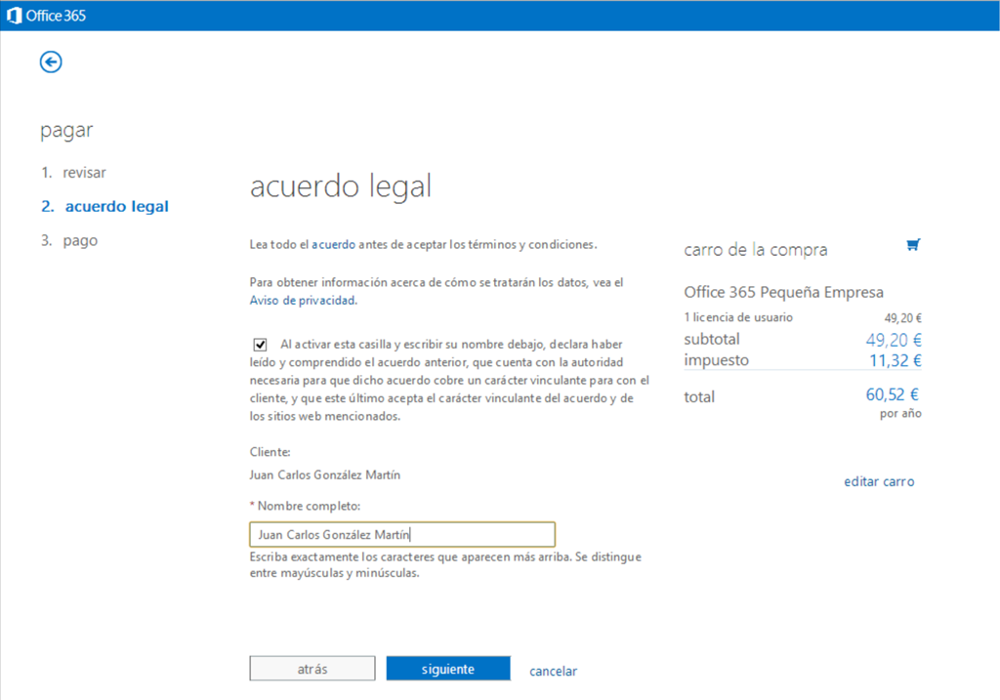 Office 365
pagar
1. revisar
2. acuerdo legal
3. pago
acuerdo legal
Lea todo el acuerdo antes de aceptar los términos y condiciones.
Para obtener información acerca de cómo se tratarán los datos, vea el
Aviso de privacidad.
Al activar esta casilla y escribir su nombre debajo, declara haber
leído y comprendido el acuerdo anterior, que cuenta con la autoridad
necesaria para que dicho acuerdo cobre un carácter vinculante para con el
cliente, y que este último acepta el carácter vinculante del acuerdo y de
los sitios web mencionados.
Cliente:
Juan Carlos González Martín
* Nombre completo:
Juan Carlos González Martín
Escriba exactamente los caracteres que aparecen más arriba. Se distingue
entre mayúsculas y minúsculas.
atrás
siguiente
cancelar
carro de la compra
Office 365 Pequeña Empresa
1 licencia de usuario 49,20 €
subtotal 49,20 €
impuesto 11,32 €
total 60,52 €
por año
editar carro